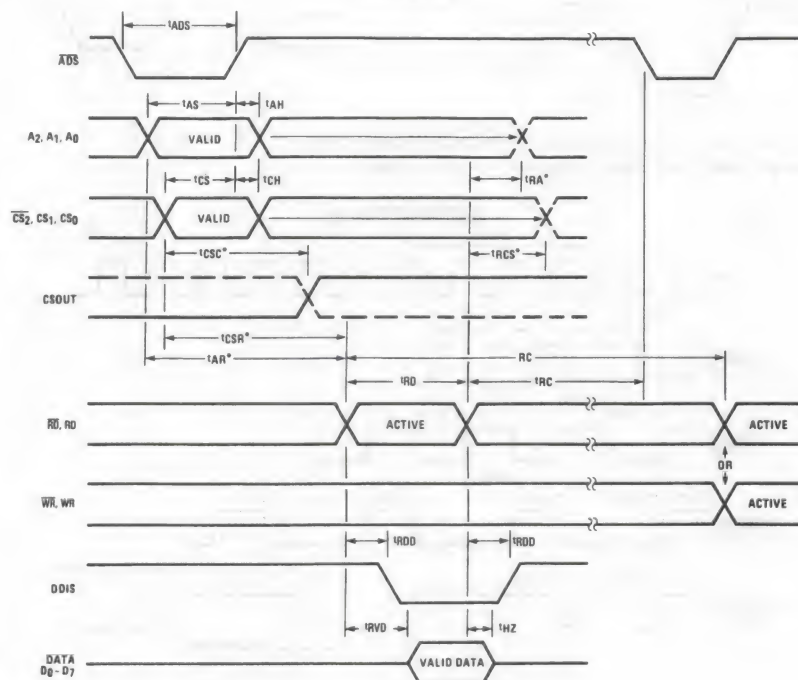 tADS
ADS
tAS tAH
A2, A1, A0 VALID
tRA*
tCS tCH
CS2, CS1, CS0 VALID
tCSC* tRCS*
CSOUT
tCSR*
tAR* RC
tRD tRC
RD, RD ACTIVE ACTIVE
OR
WR, WR ACTIVE
tRDD tRDD
DDIS
tRVD tHZ
DATA
D0-D7 VALID DATA